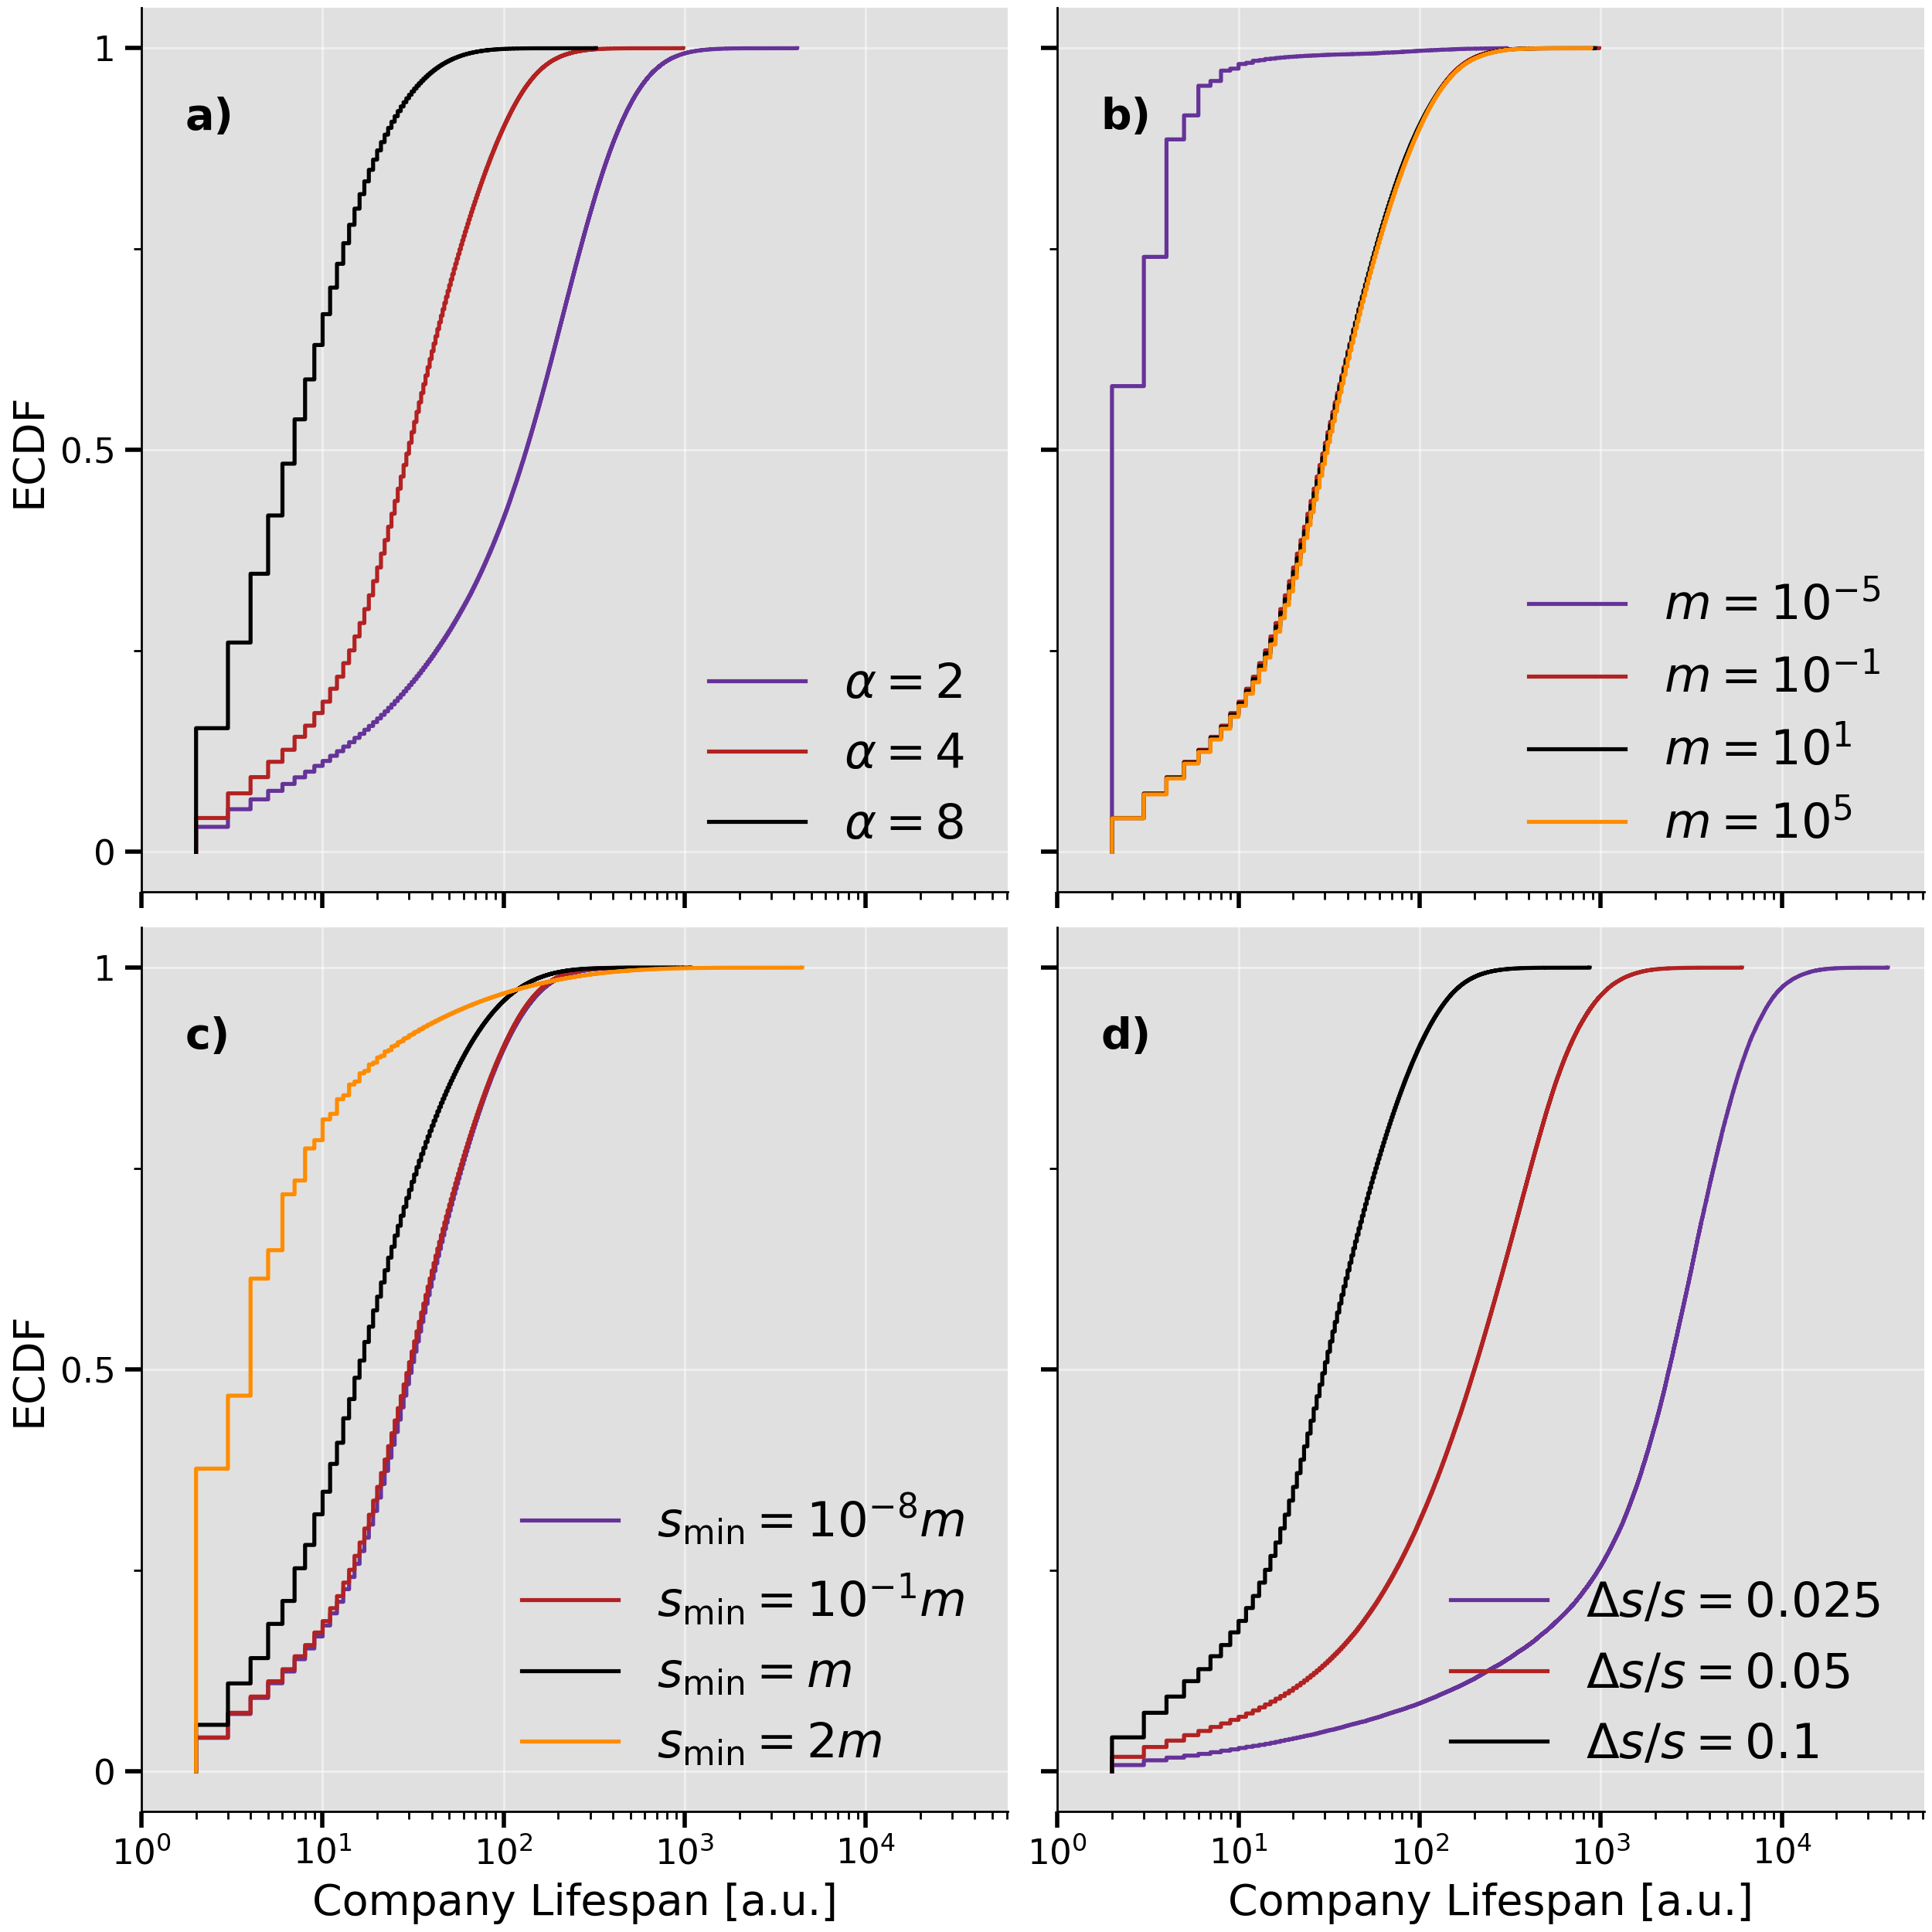 a)
1
ECDF
0.5
0
α = 2
α = 4
α = 8
b)
m = 10⁻⁵
m = 10⁻¹
m = 10¹
m = 10⁵
c)
1
ECDF
0.5
0
s_min = 10⁻⁸m
s_min = 10⁻¹m
s_min = m
s_min = 2m
10⁰ 10¹ 10² 10³ 10⁴
Company Lifespan [a.u.]
d)
Δs/s = 0.025
Δs/s = 0.05
Δs/s = 0.1
10⁰ 10¹ 10² 10³ 10⁴
Company Lifespan [a.u.]